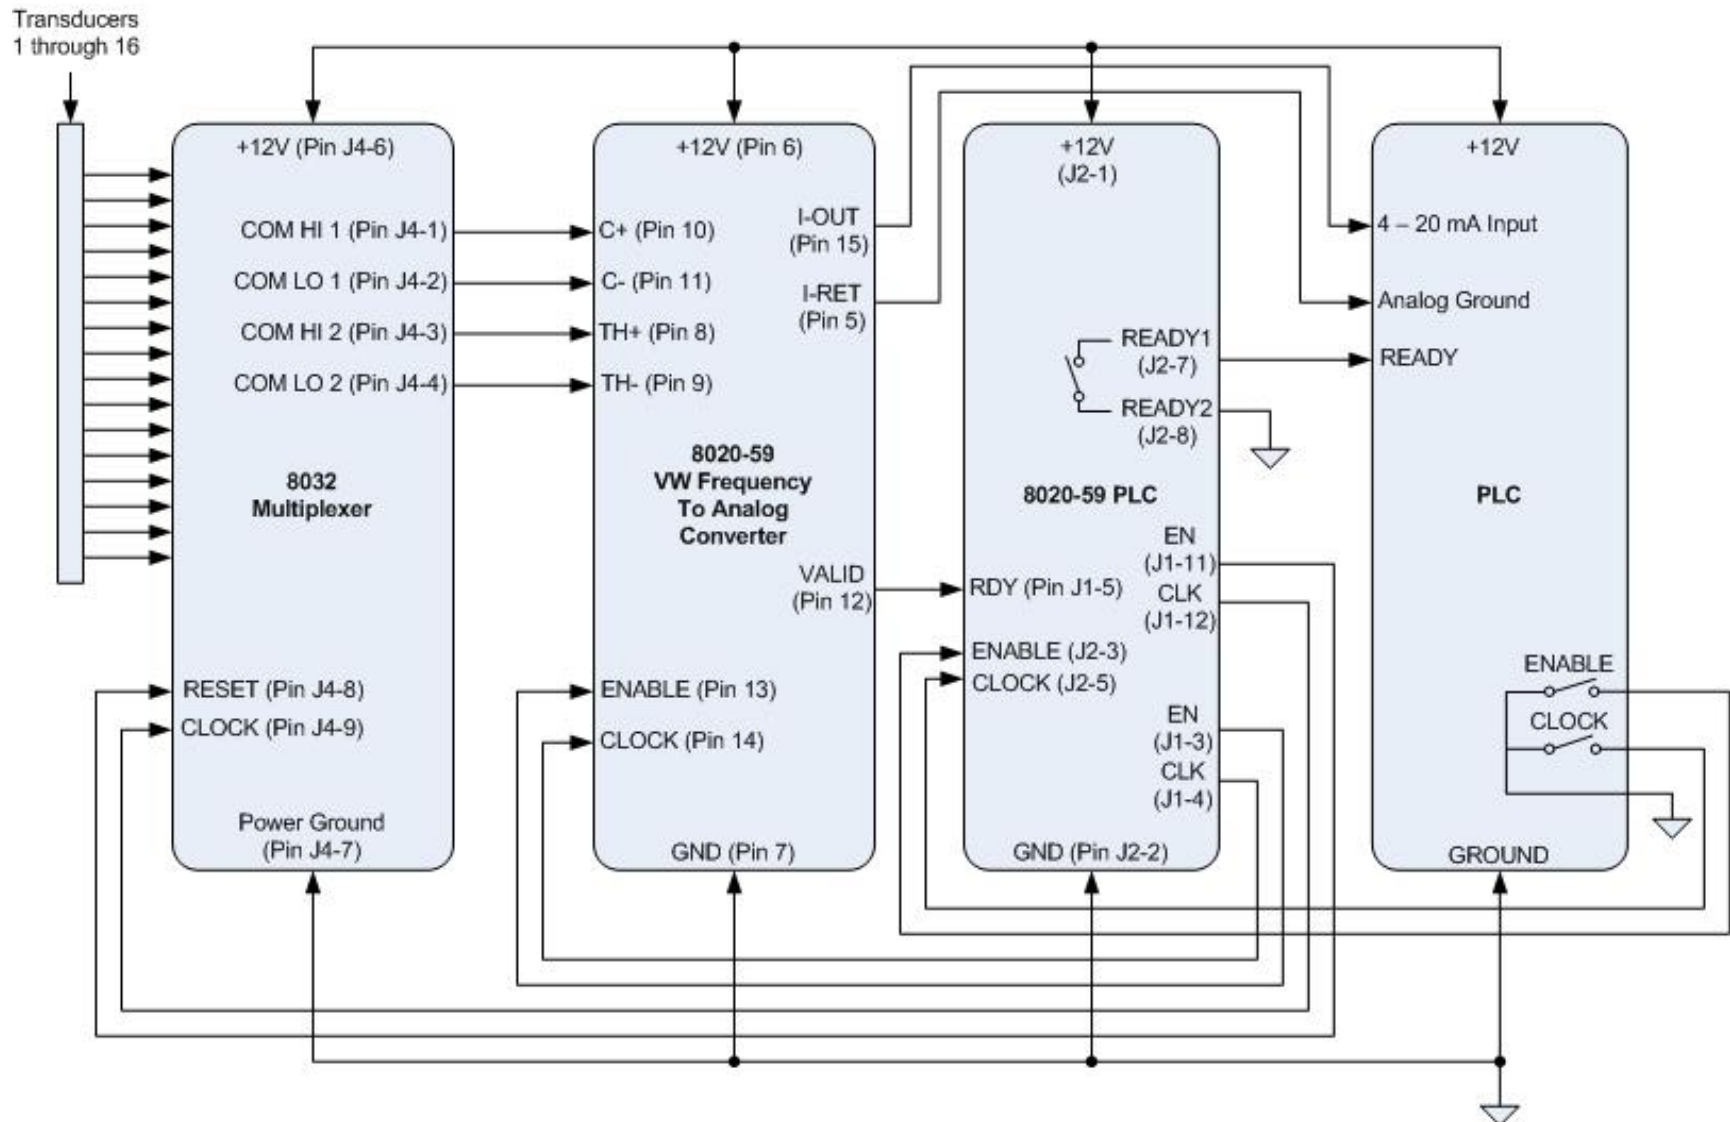 Transducers
1 through 16
+12V (Pin J4-6)
COM HI 1 (Pin J4-1)
COM LO 1 (Pin J4-2)
COM HI 2 (Pin J4-3)
COM LO 2 (Pin J4-4)
8032
Multiplexer
RESET (Pin J4-8)
CLOCK (Pin J4-9)
Power Ground
(Pin J4-7)
+12V (Pin 6)
C+ (Pin 10)
C- (Pin 11)
TH+ (Pin 8)
TH- (Pin 9)
I-OUT
(Pin 15)
I-RET
(Pin 5)
8020-59
VW Frequency
To Analog
Converter
VALID
(Pin 12)
ENABLE (Pin 13)
CLOCK (Pin 14)
GND (Pin 7)
+12V
(J2-1)
READY1
(J2-7)
READY2
(J2-8)
8020-59 PLC
EN
(J1-11)
CLK
(J1-12)
RDY (Pin J1-5)
ENABLE (J2-3)
CLOCK (J2-5)
EN
(J1-3)
CLK
(J1-4)
GND (Pin J2-2)
+12V
4 – 20 mA Input
Analog Ground
READY
PLC
ENABLE
CLOCK
GROUND